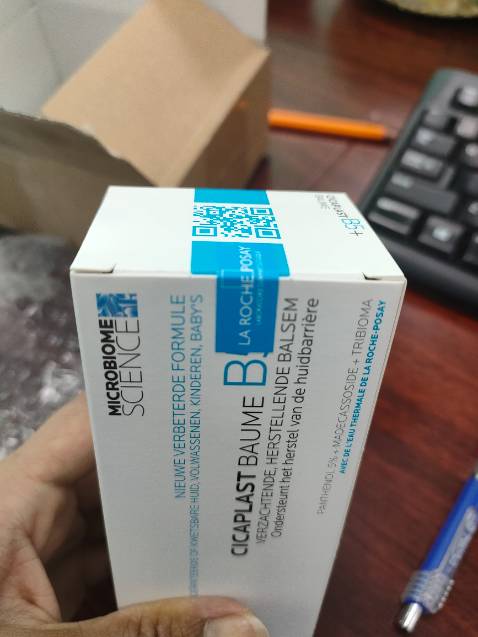 LA ROCHE-POSAY
B5+
MICROBIOME
SCIENCE
NIEUWE VERBETERDE FORMULE
KWETSBARE HUID, VOLWASSENEN, KINDEREN, BABY'S
CICAPLAST BAUME B
VERZACHTENDE, HERSTELLENDE BALSEM
Ondersteunt het herstel van de huidbarrière
PANTHENOL 5% + MADECASSOSIDE + TRIBIOMA
AVEC DE L'EAU THERMALE DE LA ROCHE-POSAY